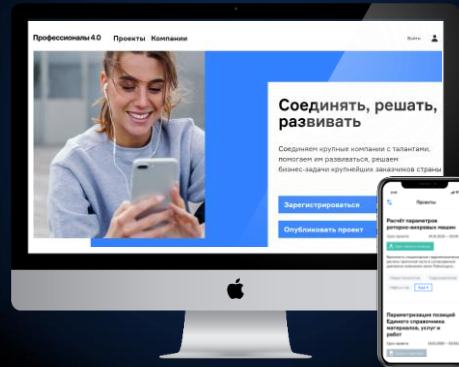 Профессионалы 4.0
Проекты Компании
Войти
Соединять, решать,
развивать
Соединяем крупные компании с талантами,
помогаем им развиваться, решаем
бизнес-задачи крупнейших заказчиков страны
Зарегистрироваться
Опубликовать проект
Проекты
Расчёт параметров
роторно-вихревых машин
Параметризация позиций
Единого справочника
материалов, услуг и
работ